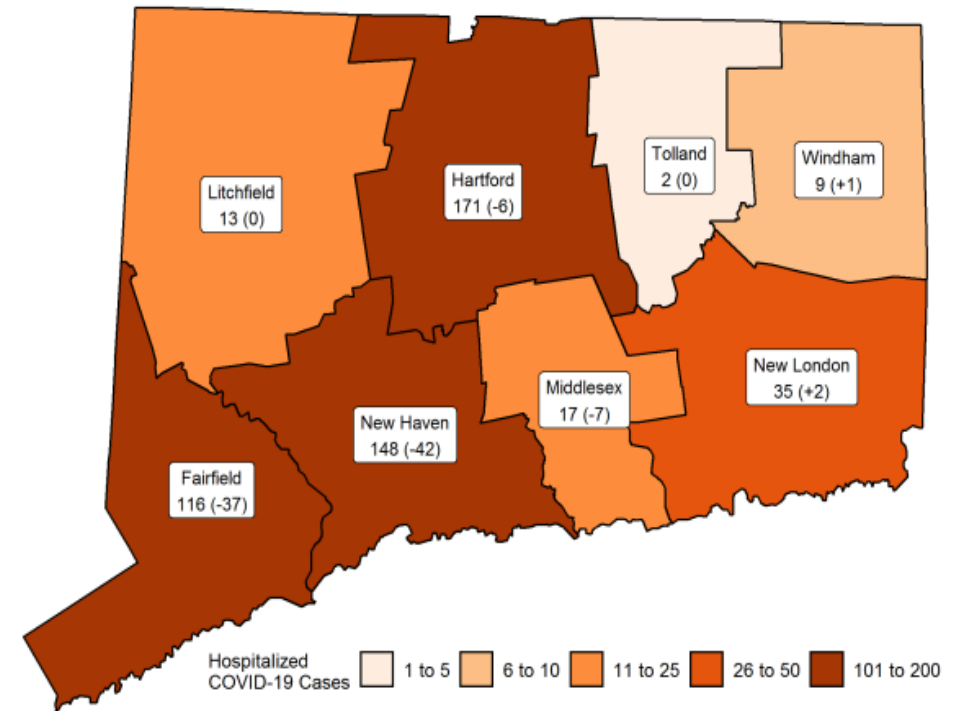 Tolland
2 (0)
Windham
9 (+1)
Hartford
171 (-6)
Litchfield
13 (0)
New London
35 (+2)
Middlesex
17 (-7)
New Haven
148 (-42)
Fairfield
116 (-37)
Hospitalized
COVID-19 Cases
1 to 5
6 to 10
11 to 25
26 to 50
101 to 200